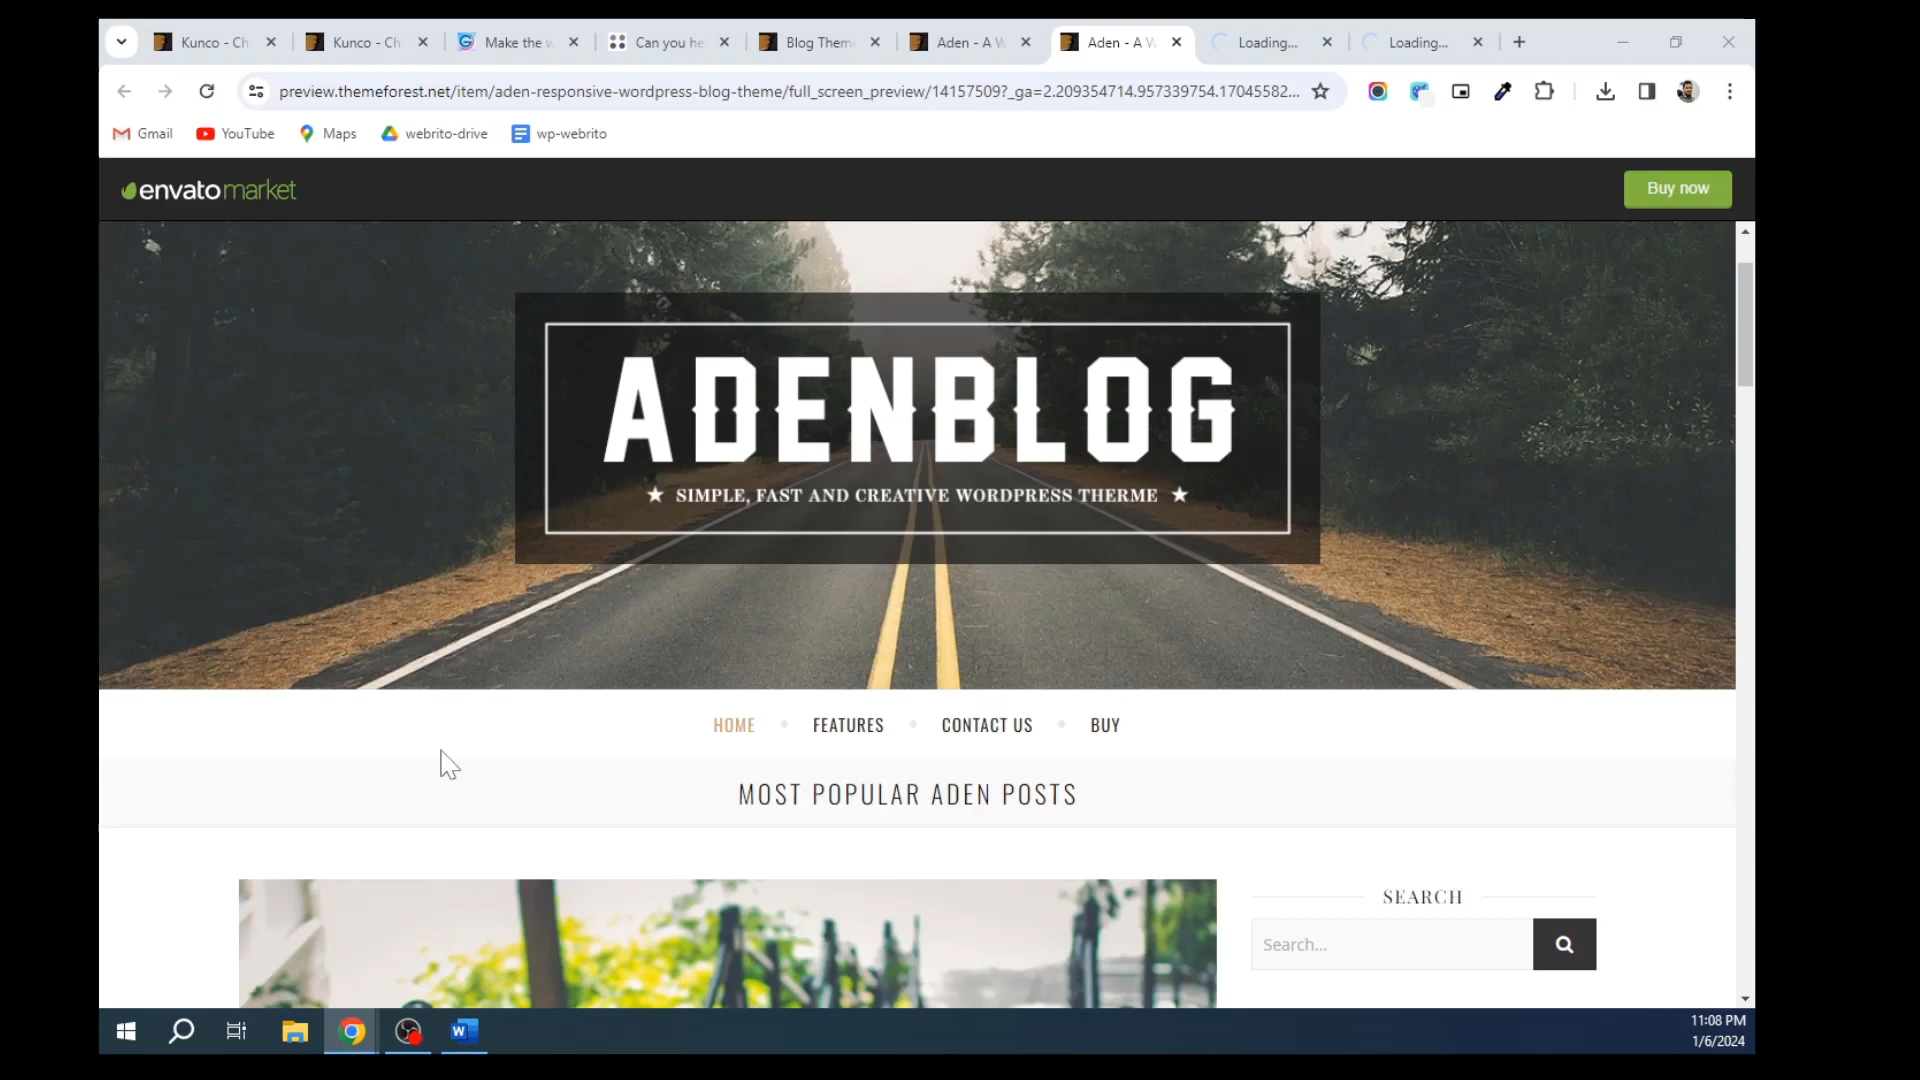 Kunco - Ch
Kunco - Ch
Make the w
Can you he
Blog Them
Aden - A W
Aden - A W
Loading...
Loading...
preview.themeforest.net/item/aden-responsive-wordpress-blog-theme/full_screen_preview/14157509?_ga=2.209354714.957339754.17045582...
Gmail
YouTube
Maps
webrito-drive
wp-webrito
envatomarket
Buy now
ADENBLOG
★ SIMPLE, FAST AND CREATIVE WORDPRESS THERME ★
HOME
FEATURES
CONTACT US
BUY
MOST POPULAR ADEN POSTS
SEARCH
Search...
11:08 PM
1/6/2024